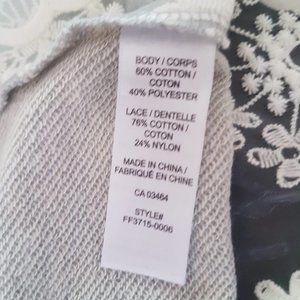 BODY / CORPS
60% COTTON /
COTON
40% POLYESTER
LACE / DENTELLE
76% COTTON /
COTON
24% NYLON
MADE IN CHINA /
FABRIQUÉ EN CHINE
CA 03464
STYLE#
FF3715-0006